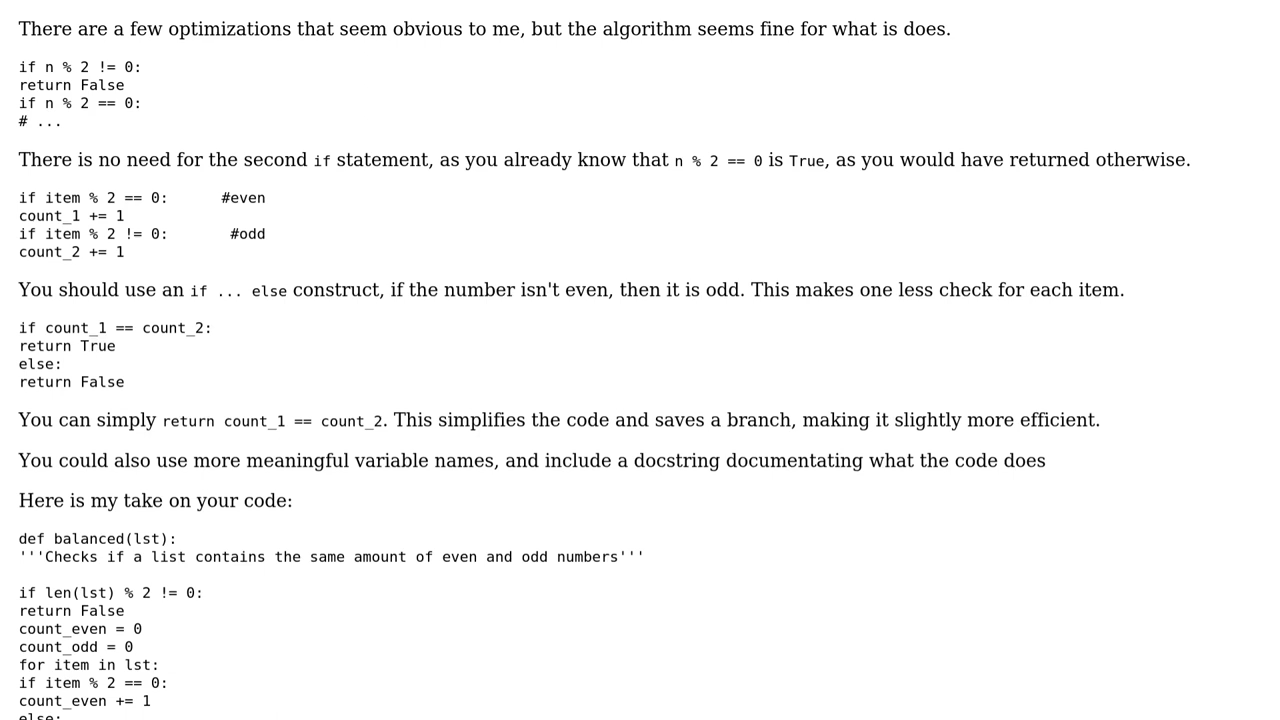 There are a few optimizations that seem obvious to me, but the algorithm seems fine for what is does.
if n % 2 != 0:
return False
if n % 2 == 0:
# ...
There is no need for the second if statement, as you already know that n % 2 == 0 is True, as you would have returned otherwise.
if item % 2 == 0:      #even
count_1 += 1
if item % 2 != 0:       #odd
count_2 += 1
You should use an if ... else construct, if the number isn't even, then it is odd. This makes one less check for each item.
if count_1 == count_2:
return True
else:
return False
You can simply return count_1 == count_2. This simplifies the code and saves a branch, making it slightly more efficient.
You could also use more meaningful variable names, and include a docstring documentating what the code does
Here is my take on your code:
def balanced(lst):
'''Checks if a list contains the same amount of even and odd numbers'''
if len(lst) % 2 != 0:
return False
count_even = 0
count_odd = 0
for item in lst:
if item % 2 == 0:
count_even += 1
else: